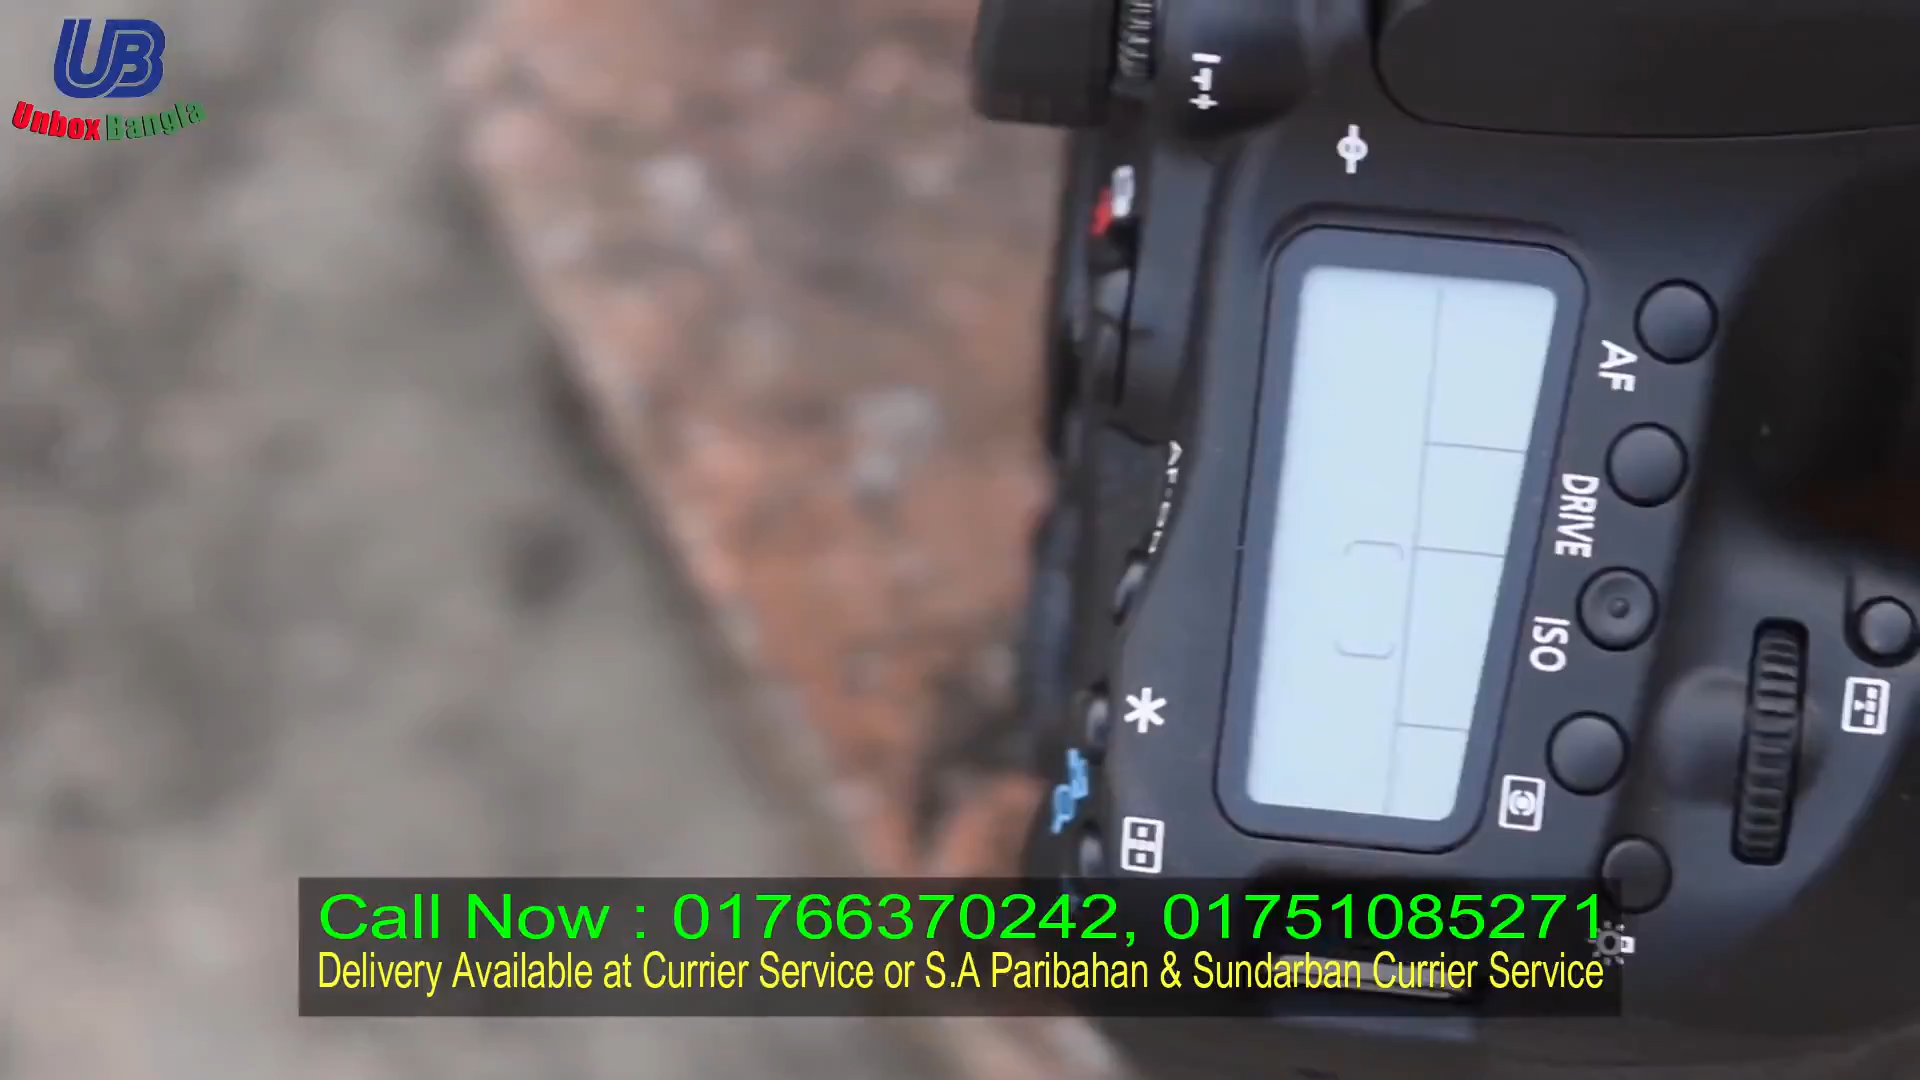 UB
Unbox Bangla
AF
DRIVE
ISO
Call Now : 01766370242, 01751085271
Delivery Available at Currier Service or S.A Paribahan & Sundarban Currier Service